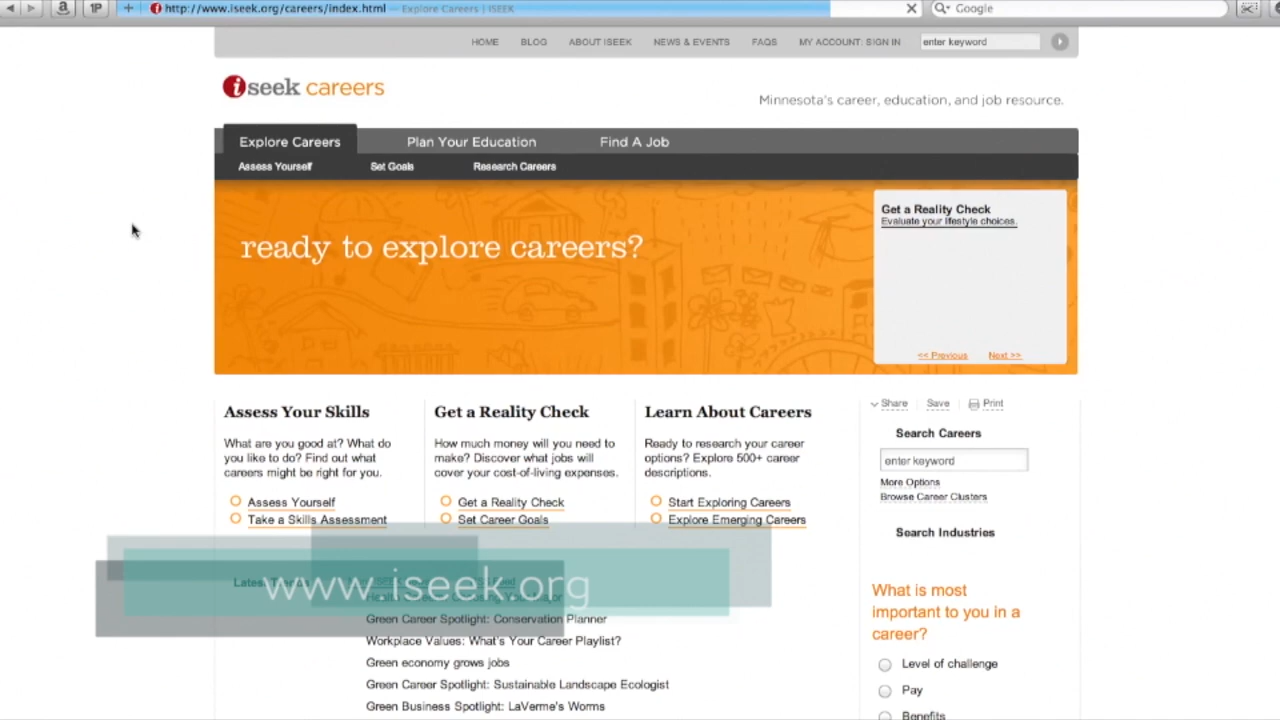 1P
http://www.iseek.org/careers/index.html – Explore Careers | ISEEK
Google
HOME BLOG ABOUT ISEEK NEWS & EVENTS FAQS MY ACCOUNT: SIGN IN enter keyword
iseek careers
Minnesota's career, education, and job resource.
Explore Careers Plan Your Education Find A Job
Assess Yourself Set Goals Research Careers
ready to explore careers?
Get a Reality Check
Evaluate your lifestyle choices.
<< Previous Next >>
Assess Your Skills
What are you good at? What do
you like to do? Find out what
careers might be right for you.
Assess Yourself
Take a Skills Assessment
Get a Reality Check
How much money will you need to
make? Discover what jobs will
cover your cost-of-living expenses.
Get a Reality Check
Set Career Goals
Learn About Careers
Ready to research your career
options? Explore 500+ career
descriptions.
Start Exploring Careers
Explore Emerging Careers
Share Save Print
Search Careers
enter keyword
More Options
Browse Career Clusters
Search Industries
www.iseek.org
Green Career Spotlight: Conservation Planner
Workplace Values: What's Your Career Playlist?
Green economy grows jobs
Green Career Spotlight: Sustainable Landscape Ecologist
Green Business Spotlight: LaVerme's Worms
What is most
important to you in a
career?
Level of challenge
Pay
Benefits